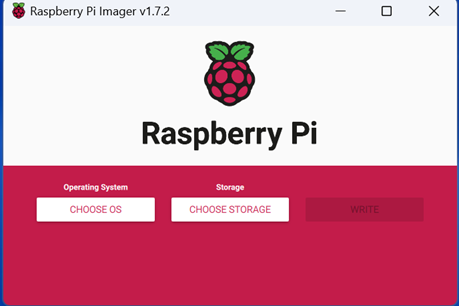 Raspberry Pi Imager v1.7.2
Raspberry Pi
Operating System
Storage
CHOOSE OS
CHOOSE STORAGE
WRITE